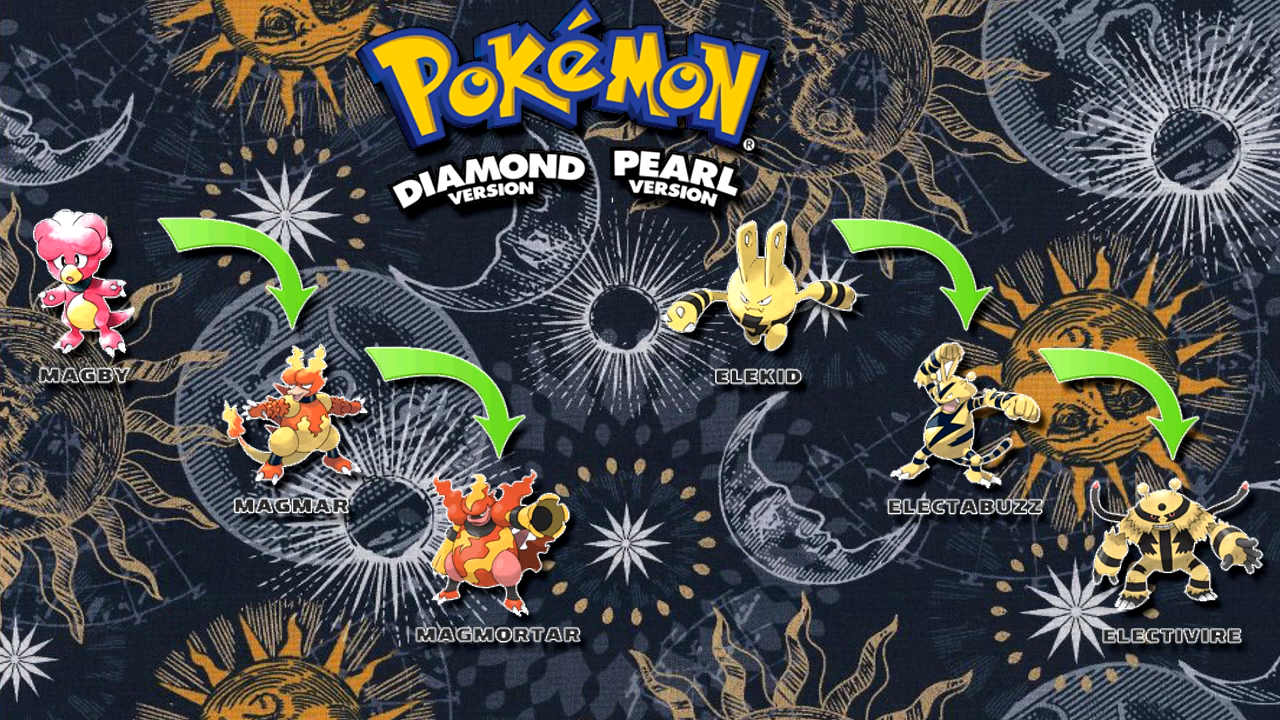 POKéMON®
DIAMOND
VERSION
PEARL
VERSION
MAGBY
MAGMAR
MAGMORTAR
ELEKID
ELECTABUZZ
ELECTIVIRE